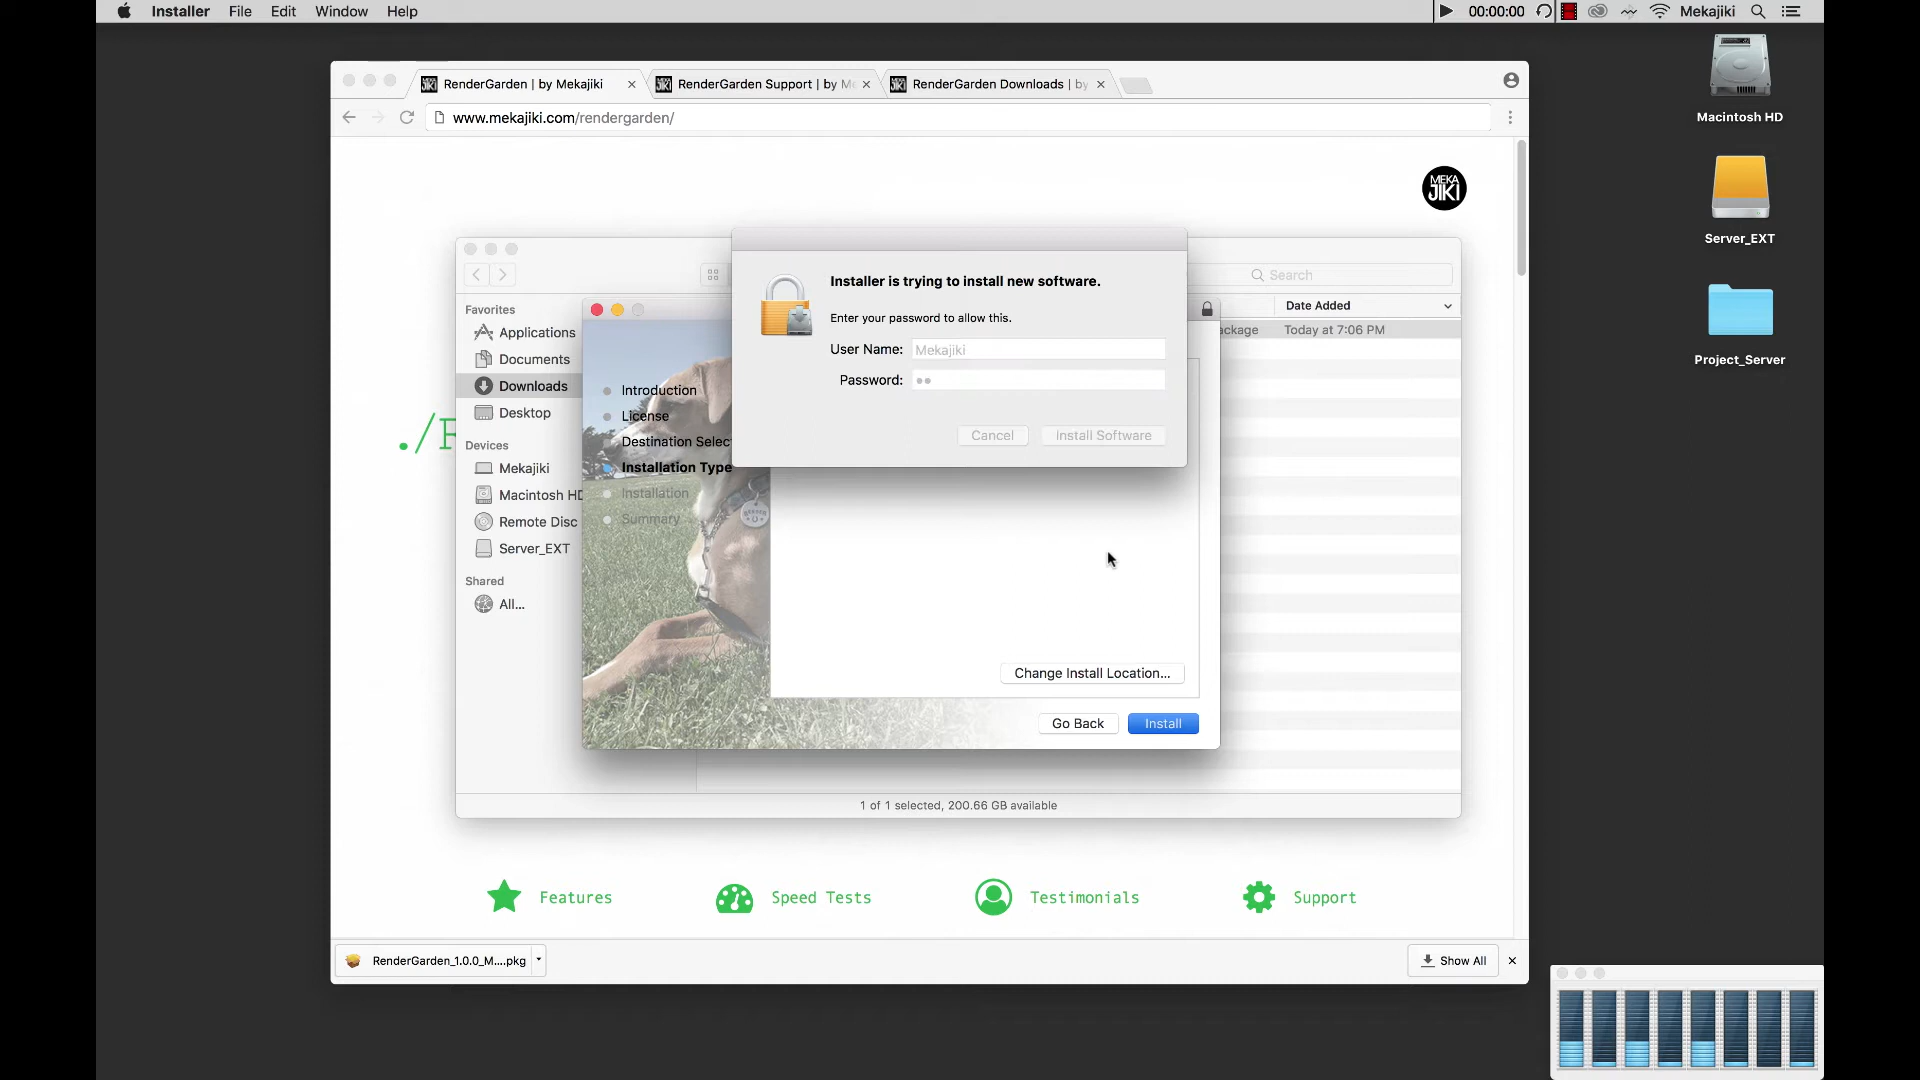 Installer File Edit Window Help
00:00:00
Mekajiki
RenderGarden | by Mekajiki
RenderGarden Support | by M
RenderGarden Downloads | by
www.mekajiki.com/rendergarden/
MEKA
JIKI
Macintosh HD
Server_EXT
Project_Server
Search
Favorites
Applications
Documents
Downloads
Desktop
Devices
Mekajiki
Macintosh HD
Remote Disc
Server_EXT
Shared
All...
Date Added
ackage Today at 7:06 PM
./R
Introduction
License
Destination Select
Installation Type
Installation
Summary
Installer is trying to install new software.
Enter your password to allow this.
User Name: Mekajiki
Password:
Cancel Install Software
Change Install Location...
Go Back Install
1 of 1 selected, 200.66 GB available
Features Speed Tests Testimonials Support
RenderGarden_1.0.0_M....pkg
Show All